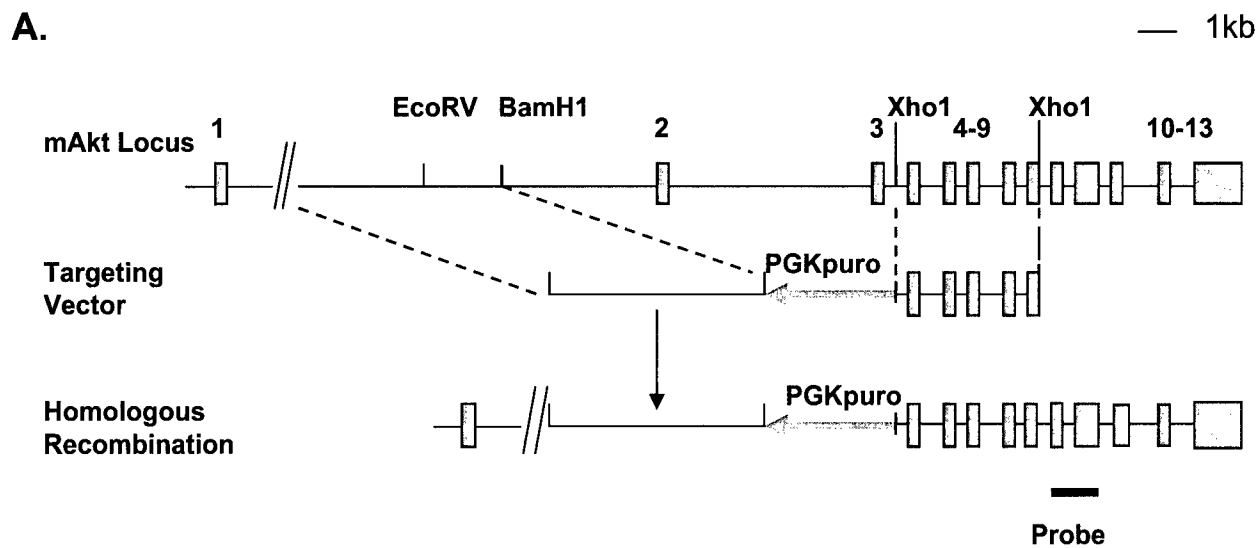 A.
1kb
EcoRV BamH1 Xho1 Xho1
mAkt Locus 1 2 3 4-9 10-13
Targeting
Vector
PGKpuro
Homologous
Recombination
PGKpuro
Probe